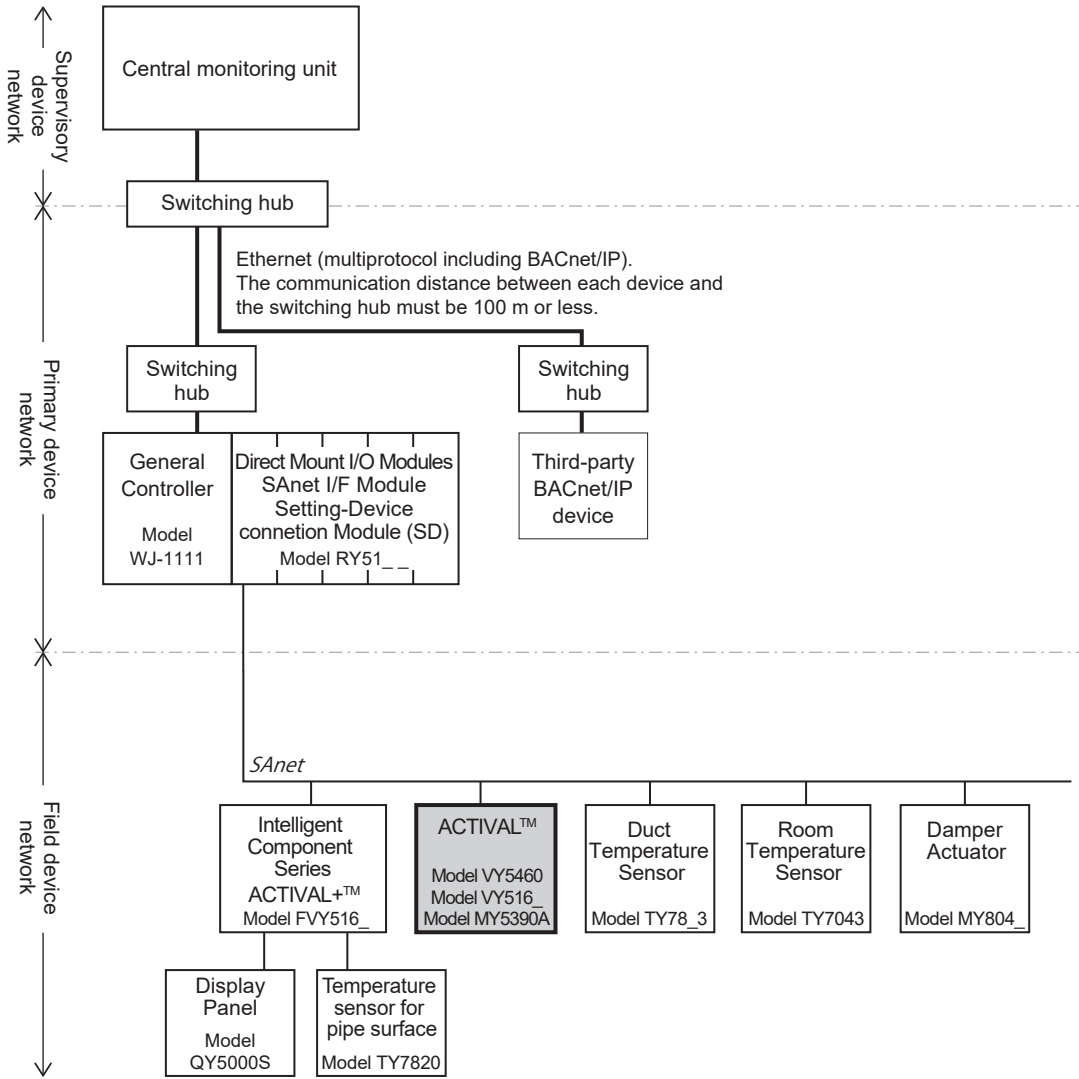 Supervisory
device
network
Central monitoring unit
Switching hub
Ethernet (multiprotocol including BACnet/IP).
The communication distance between each device and
the switching hub must be 100 m or less.
Primary device
network
Switching
hub
Switching
hub
General
Controller
Model
WJ-1111
Direct Mount I/O Modules
SAnet I/F Module
Setting-Device
connetion Module (SD)
Model RY51_ _
Third-party
BACnet/IP
device
Field device
network
SAnet
Intelligent
Component
Series
ACTIVAL+™
Model FVY516_
ACTIVAL™
Model VY5460
Model VY516_
Model MY5390A
Duct
Temperature
Sensor
Model TY78_3
Room
Temperature
Sensor
Model TY7043
Damper
Actuator
Model MY804_
Display
Panel
Model
QY5000S
Temperature
sensor for
pipe surface
Model TY7820